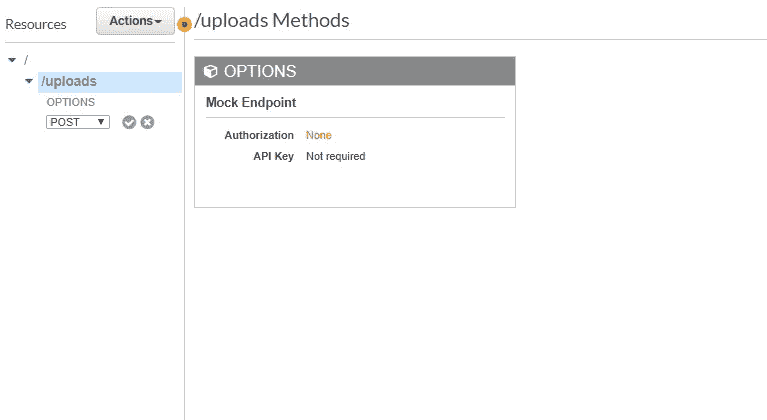 Resources
Actions
/
/uploads
OPTIONS
POST
/uploads Methods
OPTIONS
Mock Endpoint
Authorization None
API Key Not required